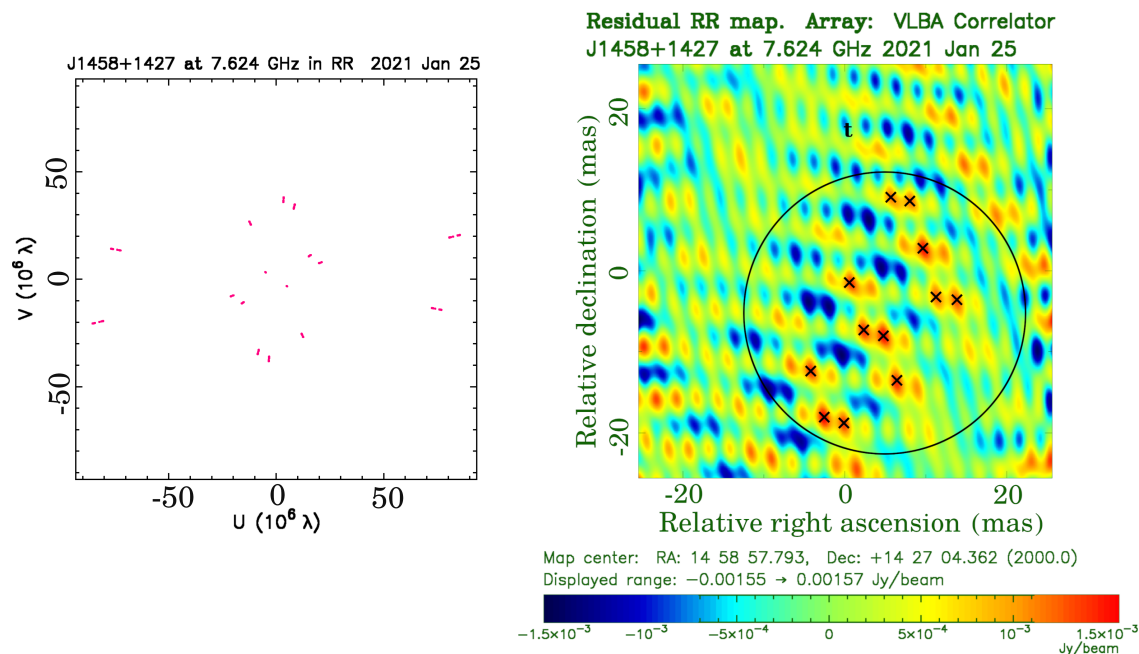 J1458+1427 at 7.624 GHz in RR 2021 Jan 25
50
0
-50
V (10⁶ λ)
-50
0
50
U (10⁶ λ)
Residual RR map. Array: VLBA Correlator
J1458+1427 at 7.624 GHz 2021 Jan 25
t
20
0
-20
Relative declination (mas)
-20
0
20
Relative right ascension (mas)
Map center: RA: 14 58 57.793, Dec: +14 27 04.362 (2000.0)
Displayed range: −0.00155 → 0.00157 Jy/beam
−1.5×10⁻³ −10⁻³ −5×10⁻⁴ 0 5×10⁻⁴ 10⁻³ 1.5×10⁻³
Jy/beam